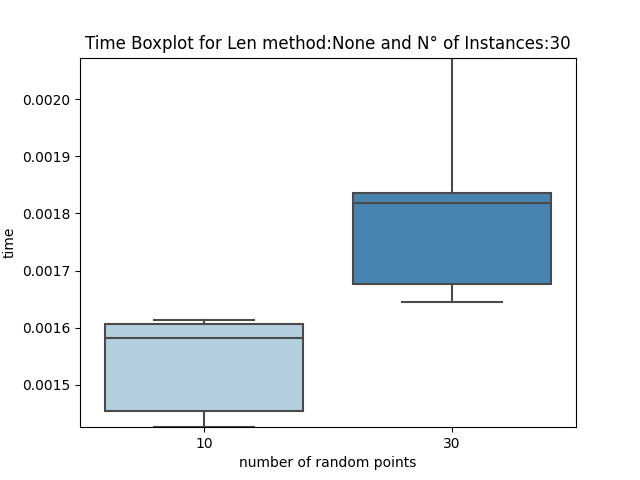 Time Boxplot for Len method:None and N° of Instances:30
0.0020
0.0019
0.0018
0.0017
0.0016
0.0015
time
10
30
number of random points